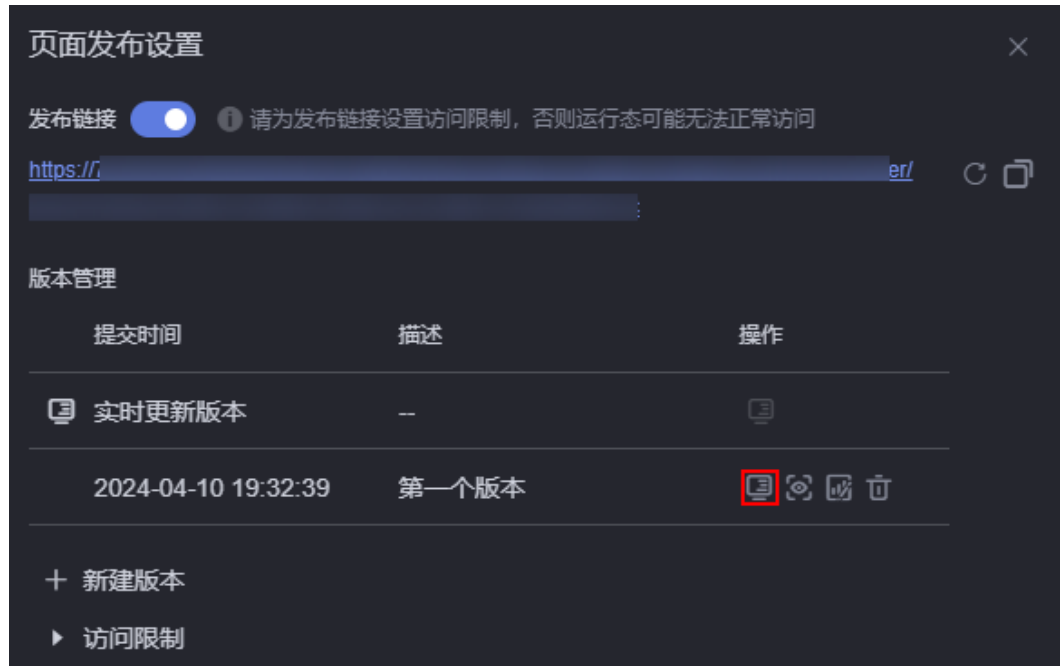 页面发布设置
发布链接 请为发布链接设置访问限制，否则运行态可能无法正常访问
https:// er/
版本管理
提交时间 描述 操作
实时更新版本 --
2024-04-10 19:32:39 第一个版本
新建版本
访问限制